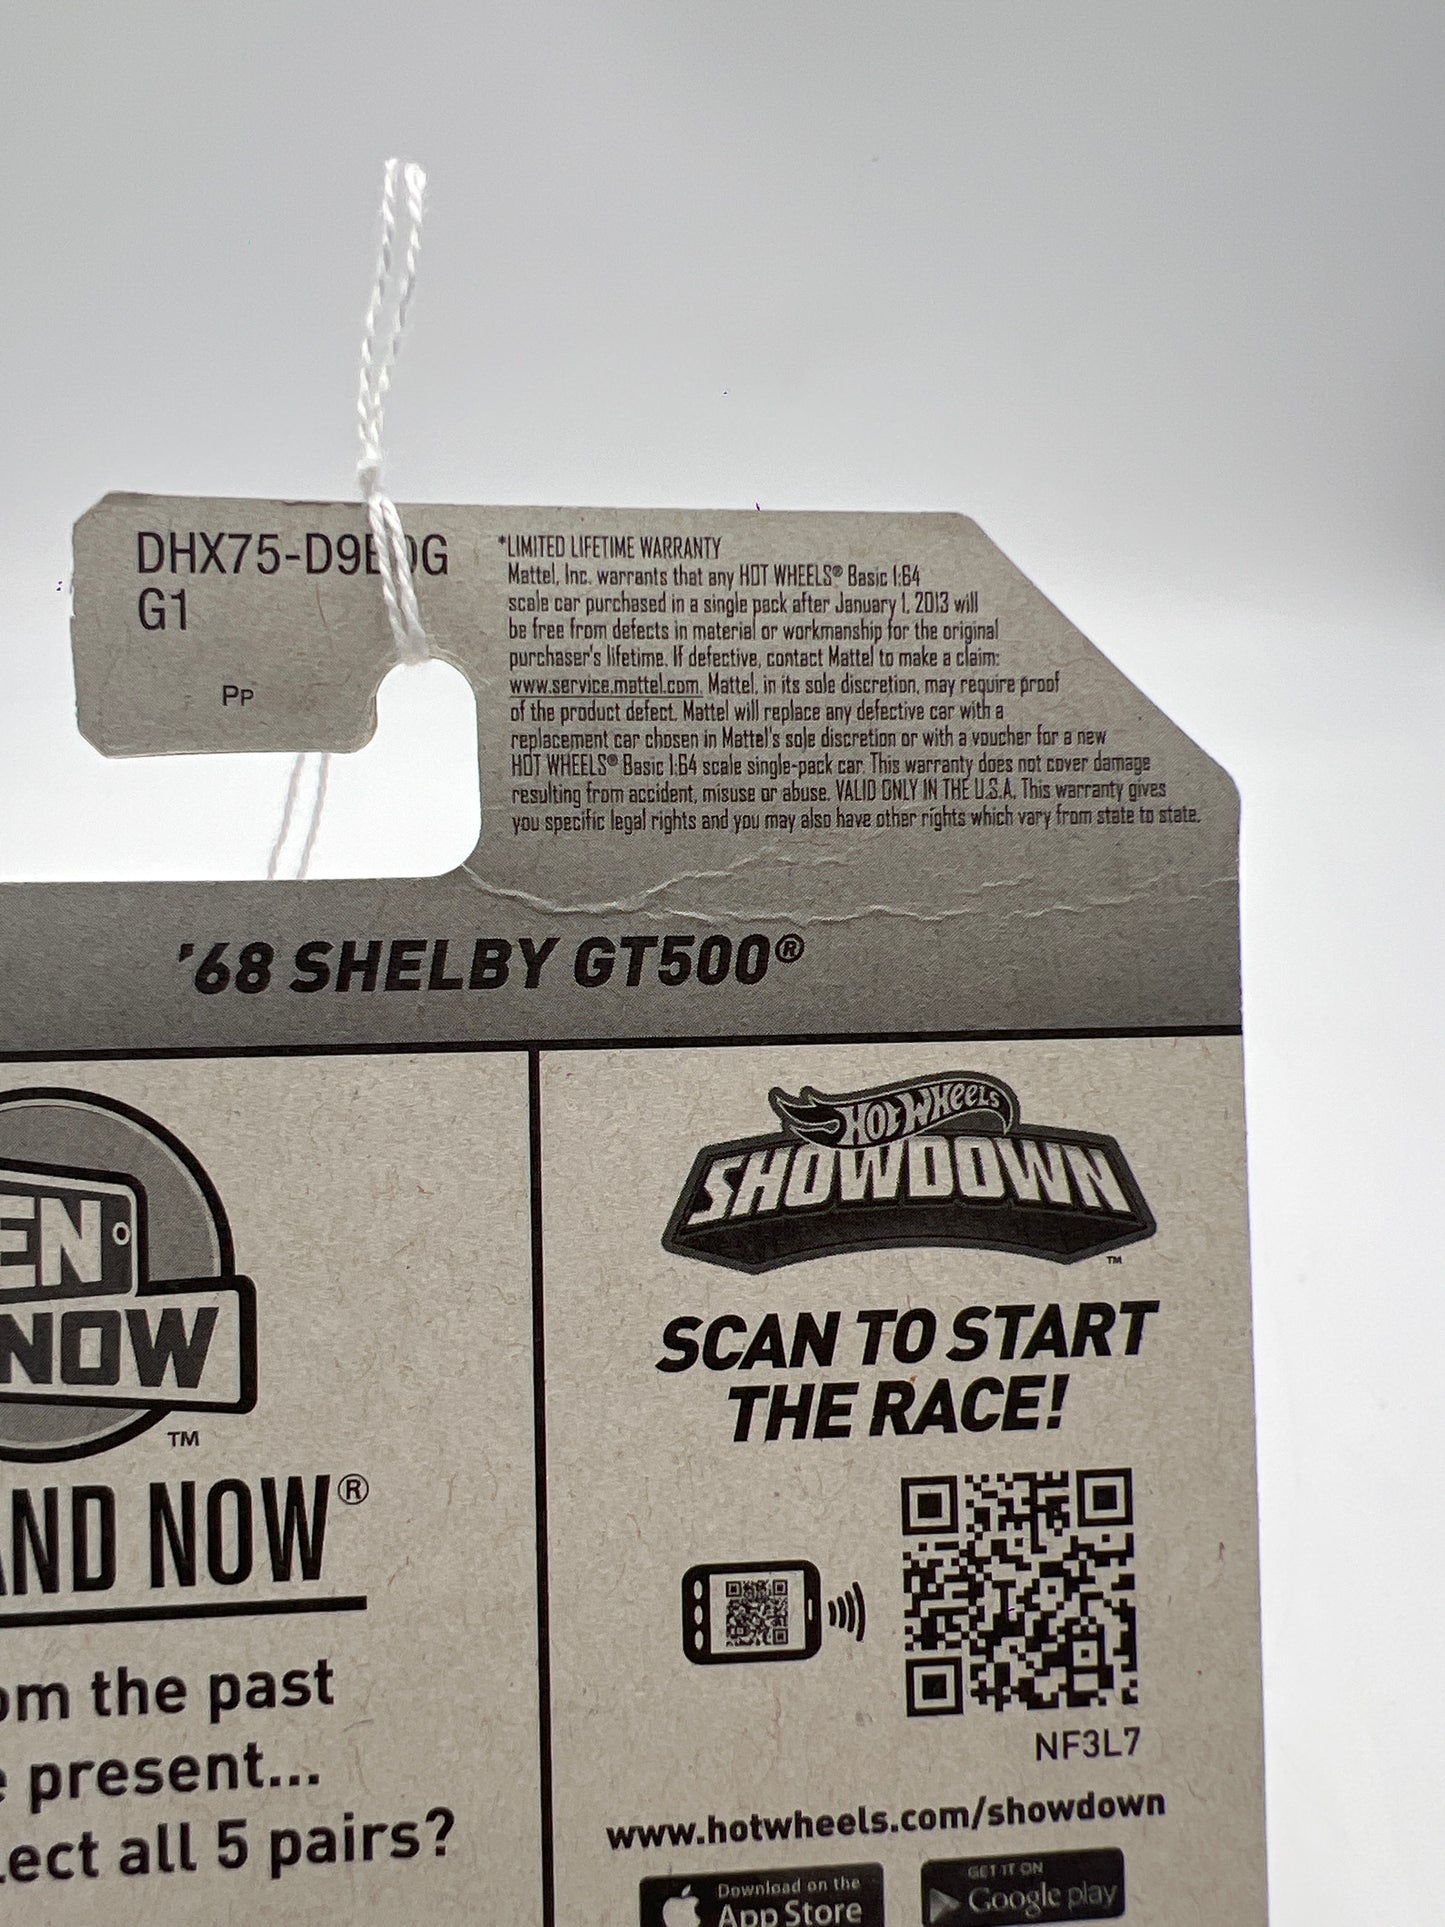 G1
Pp
*LIMITED LIFETIME WARRANTY
Mattel, Inc. warrants that any HOT WHEELS® Basic 1:64
scale car purchased in a single pack after January 1, 2013 will
be free from defects in material or workmanship for the original
purchaser's lifetime. If defective, contact Mattel to make a claim:
www.service.mattel.com. Mattel, in its sole discretion, may require proof
of the product defect. Mattel will replace any defective car with a
replacement car chosen in Mattel's sole discretion or with a voucher for a new
HOT WHEELS® Basic 1:64 scale single-pack car. This warranty does not cover damage
resulting from accident, misuse or abuse. VALID ONLY IN THE U.S.A. This warranty gives
you specific legal rights and you may also have other rights which vary from state to state.
'68 SHELBY GT500®
EN
NOW
TM
AND NOW®
om the past
e present...
lect all 5 pairs?
HOT WHEELS
SHOWDOWN
TM
SCAN TO START
THE RACE!
NF3L7
www.hotwheels.com/showdown
Download on the
App Store
GET IT ON
Google play